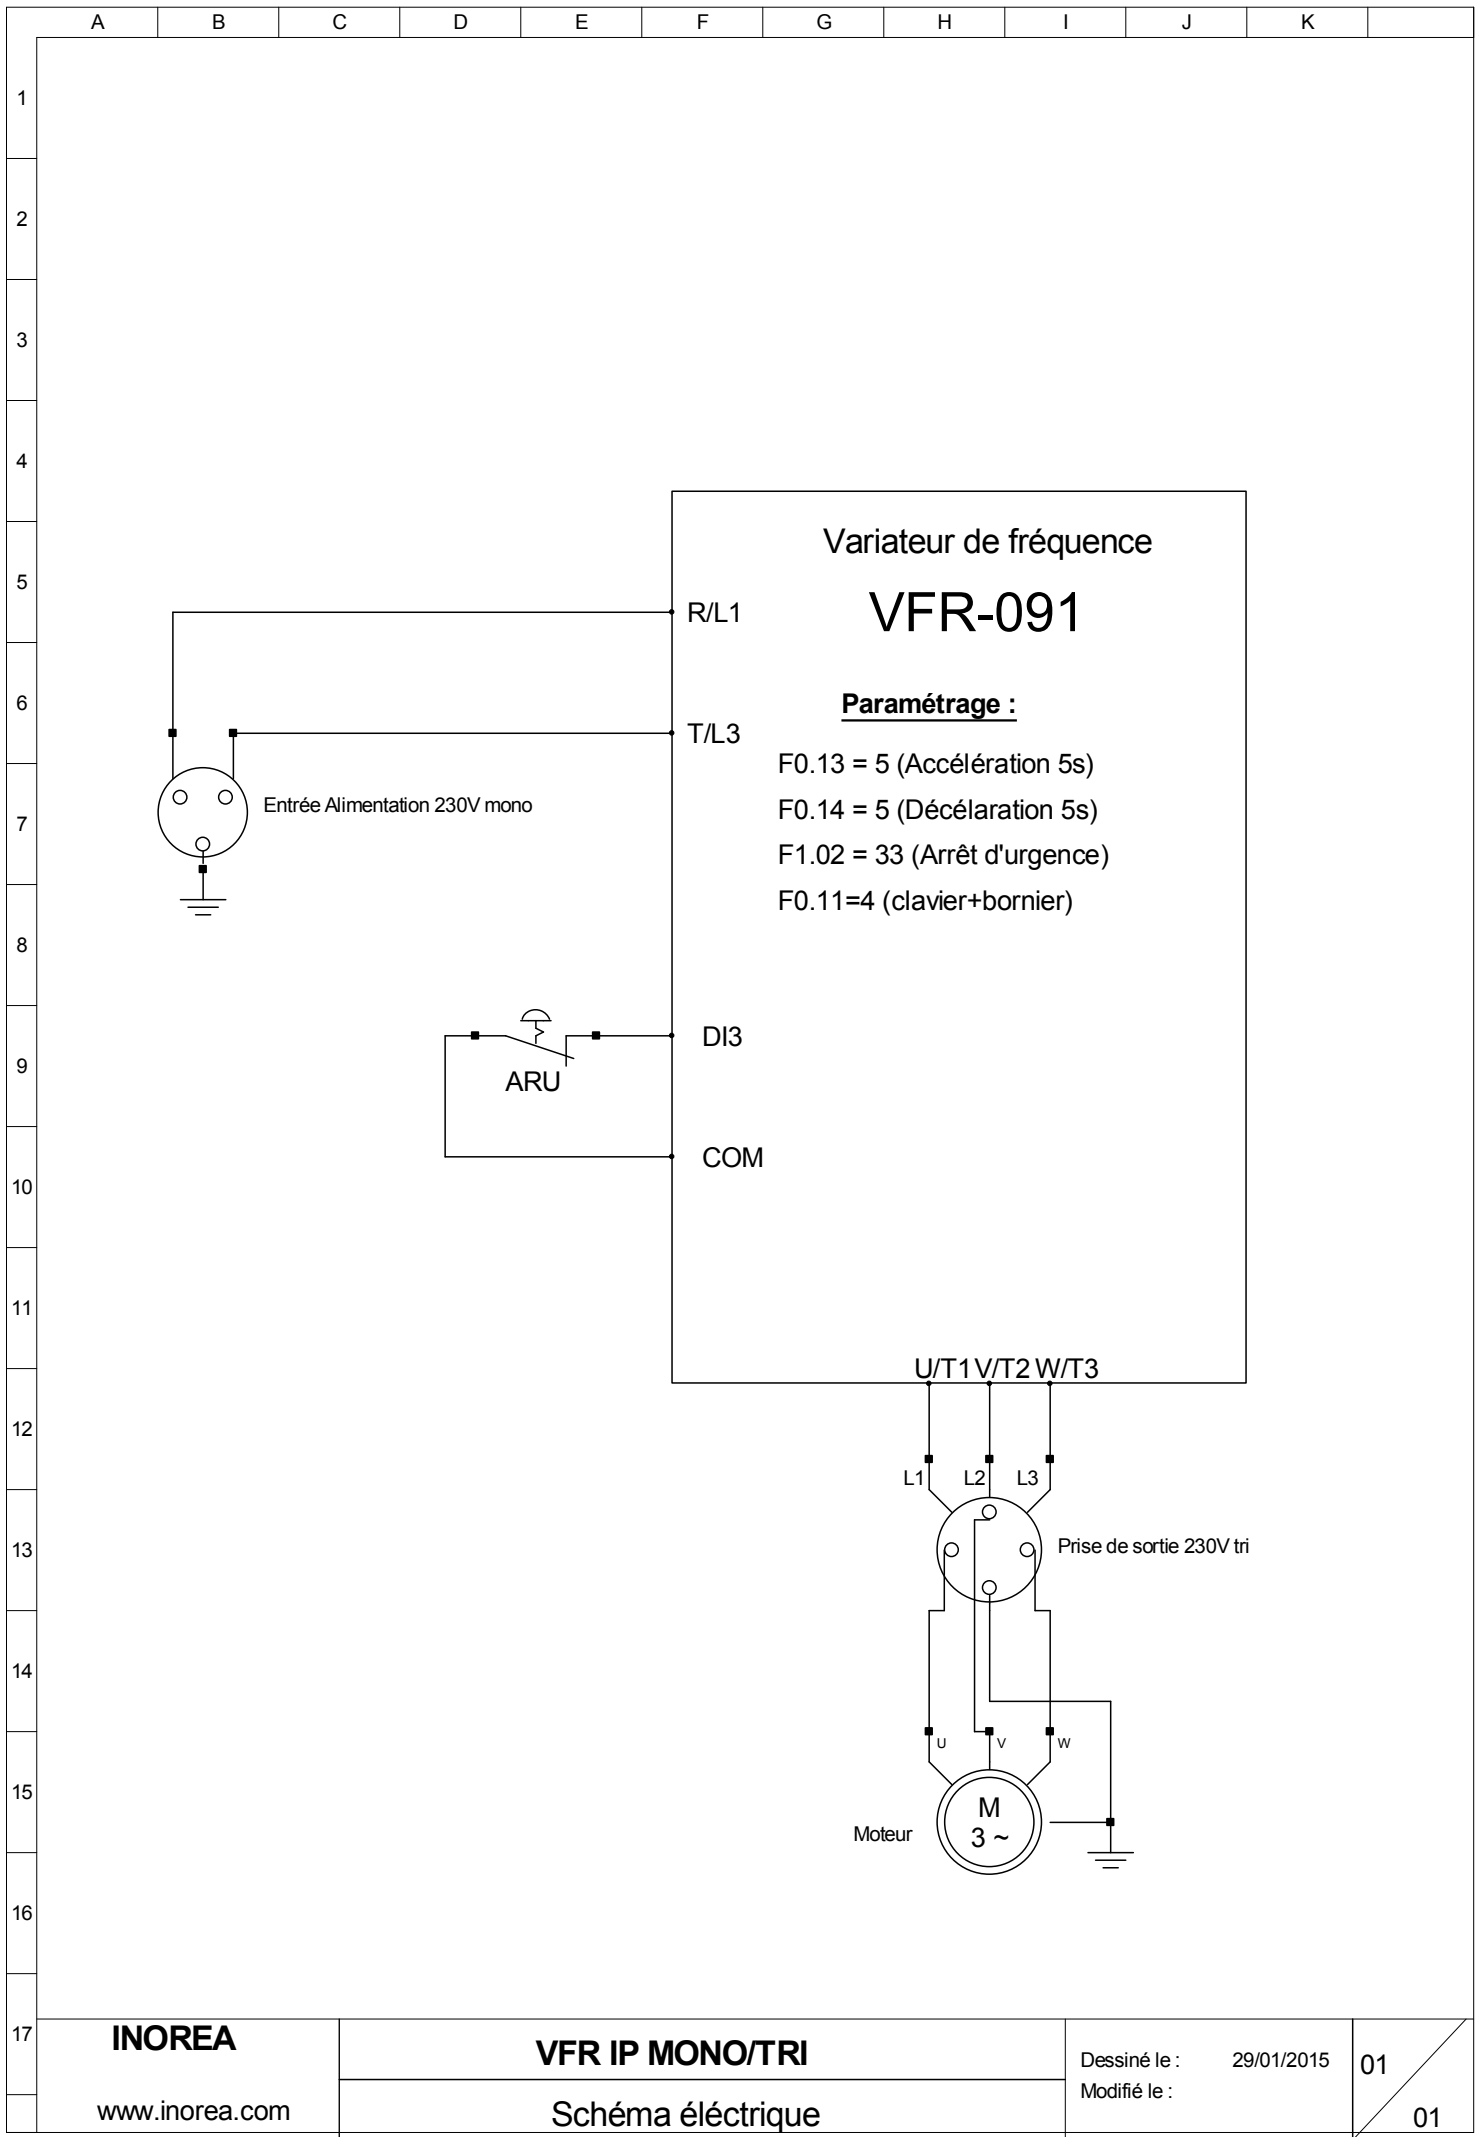 A B C D E F G H I J K
1
2
3
4
5
6
7
8
9
10
11
12
13
14
15
16
17
Variateur de fréquence
VFR-091
R/L1
T/L3
Paramétrage :
F0.13 = 5 (Accélération 5s)
F0.14 = 5 (Décélaration 5s)
F1.02 = 33 (Arrêt d'urgence)
F0.11=4 (clavier+bornier)
Entrée Alimentation 230V mono
DI3
ARU
COM
U/T1 V/T2 W/T3
L1 L2 L3
Prise de sortie 230V tri
U V W
M
3 ~
Moteur
INOREA
www.inorea.com
VFR IP MONO/TRI
Schéma éléctrique
Dessiné le : 29/01/2015
Modifié le :
01
01